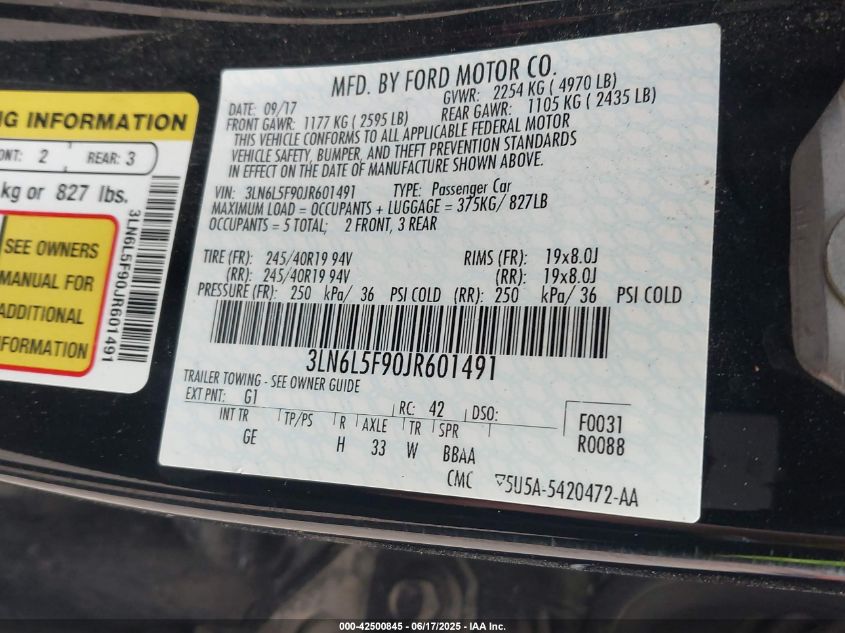 NG INFORMATION
ONT: 2 REAR: 3
kg or 827 lbs.
SEE OWNERS
MANUAL FOR
ADDITIONAL
INFORMATION
3LN6L5F90JR601491
MFD. BY FORD MOTOR CO.
DATE: 09/17 GVWR: 2254 KG ( 4970 LB)
FRONT GAWR: 1177 KG ( 2595 LB) REAR GAWR: 1105 KG ( 2435 LB)
THIS VEHICLE CONFORMS TO ALL APPLICABLE FEDERAL MOTOR
VEHICLE SAFETY, BUMPER, AND THEFT PREVENTION STANDARDS
IN EFFECT ON THE DATE OF MANUFACTURE SHOWN ABOVE.
VIN: 3LN6L5F90JR601491 TYPE: Passenger Car
MAXIMUM LOAD = OCCUPANTS + LUGGAGE = 375KG/ 827LB
OCCUPANTS = 5 TOTAL; 2 FRONT, 3 REAR
TIRE (FR): 245/40R19 94V RIMS (FR): 19x8.0J
(RR): 245/40R19 94V (RR): 19x8.0J
PRESSURE (FR): 250 kPa/ 36 PSI COLD (RR): 250 kPa/ 36 PSI COLD
3LN6L5F90JR601491
TRAILER TOWING - SEE OWNER GUIDE
EXT PNT: G1 RC: 42 DSO: F0031
INT TR TP/PS R AXLE TR SPR R0088
GE H 33 W BBAA
CMC 5U5A-5420472-AA
000-42500845 - 06/17/2025 - IAA, Inc.